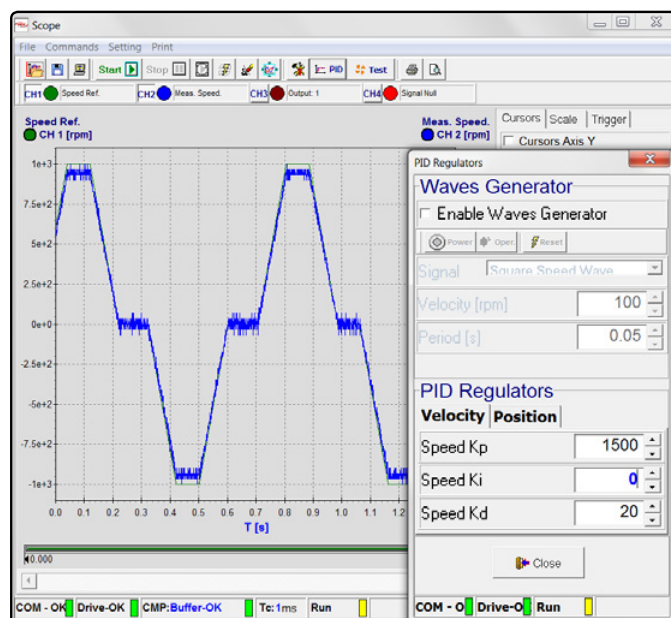 Scope
File Commands Setting Print
Start Stop PID Test
CH1 Speed Ref. CH2 Meas. Speed. CH3 Output: 1 CH4 Signal Null
Speed Ref.
CH 1 [rpm]
Meas. Speed.
CH 2 [rpm]
Cursors Scale Trigger
Cursors Axis Y
1e+3
7.5e+2
5e+2
2.5e+2
0e+0
-2.5e+2
-5e+2
-7.5e+2
-1e+3
0.0 0.1 0.2 0.3 0.4 0.5 0.6 0.7 0.8 0.9 1.0 1.1 1.2
T [s]
0.000
COM - OK Drive-OK CMP:Buffer-OK Tc:1ms Run
PID Regulators
Waves Generator
Enable Waves Generator
Power Oper. Reset
Signal Square Speed Wave
Velocity [rpm] 100
Period [s] 0.05
PID Regulators
Velocity Position
Speed Kp 1500
Speed Ki 0
Speed Kd 20
Close
COM - O Drive-O Run